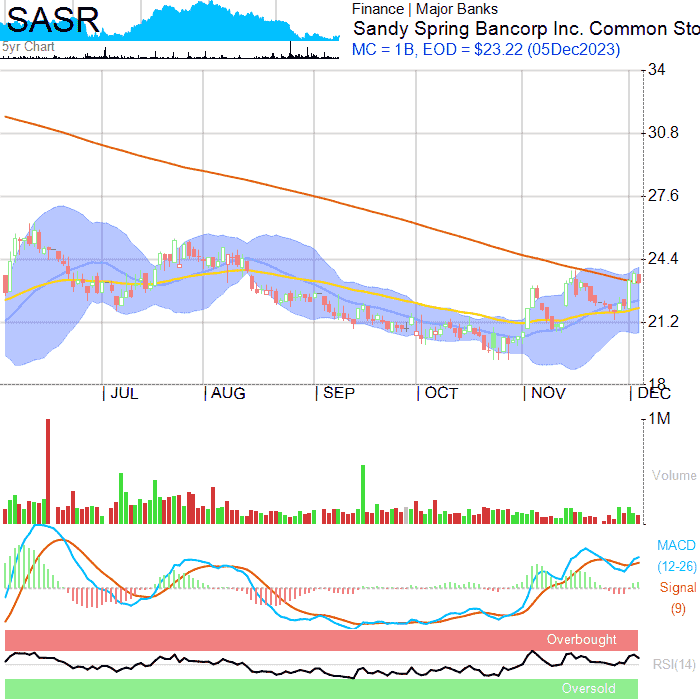 SASR
5yr Chart
Finance | Major Banks
Sandy Spring Bancorp Inc. Common Sto
MC = 1B, EOD = $23.22 (05Dec2023)
34
30.8
27.6
24.4
21.2
18
JUL AUG SEP OCT NOV DEC
1M
Volume
MACD
(12-26)
Signal
(9)
Overbought
RSI(14)
Oversold